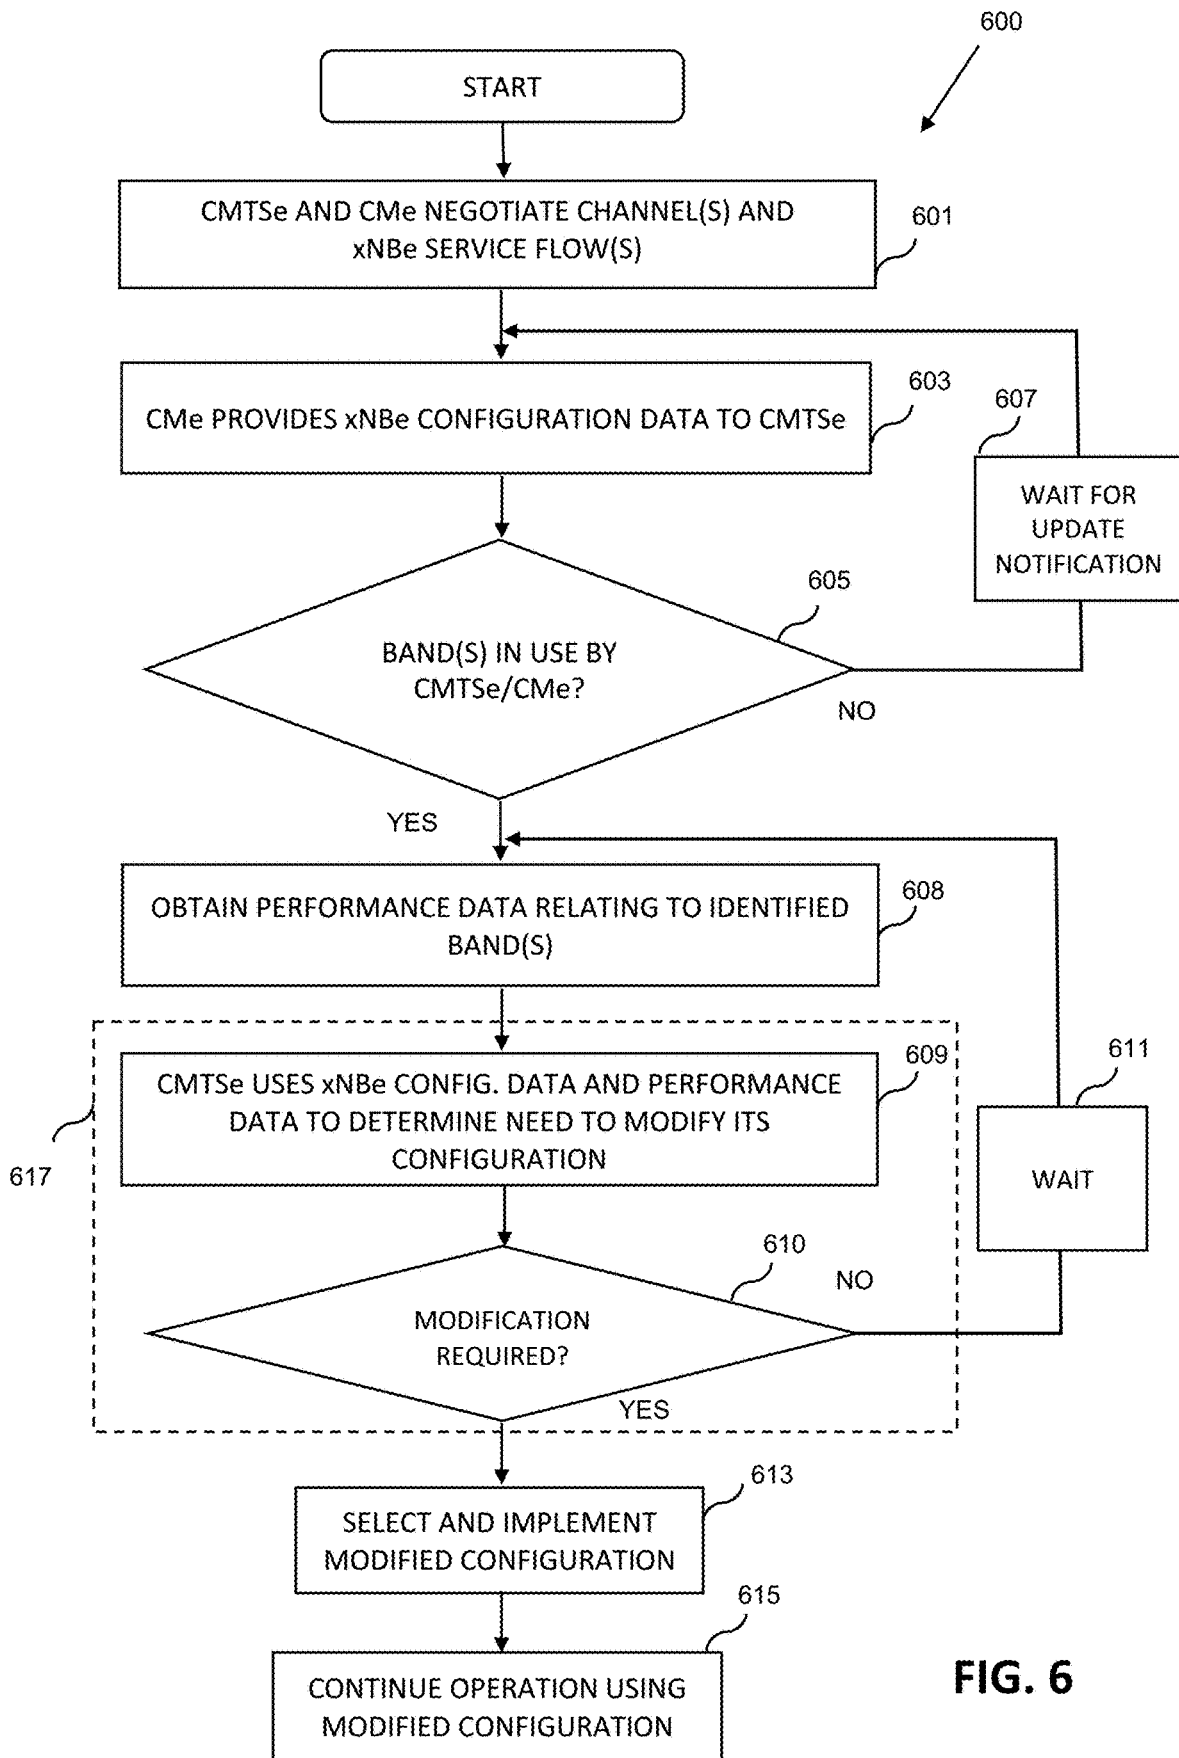 600
START
CMTSe AND CMe NEGOTIATE CHANNEL(S) AND
xNBe SERVICE FLOW(S)
601
603
CMe PROVIDES xNBe CONFIGURATION DATA TO CMTSe
607
WAIT FOR
UPDATE
NOTIFICATION
605
BAND(S) IN USE BY
CMTSe/CMe?
NO
YES
608
OBTAIN PERFORMANCE DATA RELATING TO IDENTIFIED
BAND(S)
609
CMTSe USES xNBe CONFIG. DATA AND PERFORMANCE
DATA TO DETERMINE NEED TO MODIFY ITS
CONFIGURATION
611
WAIT
617
610
NO
MODIFICATION
REQUIRED?
YES
613
SELECT AND IMPLEMENT
MODIFIED CONFIGURATION
615
CONTINUE OPERATION USING
MODIFIED CONFIGURATION
FIG. 6